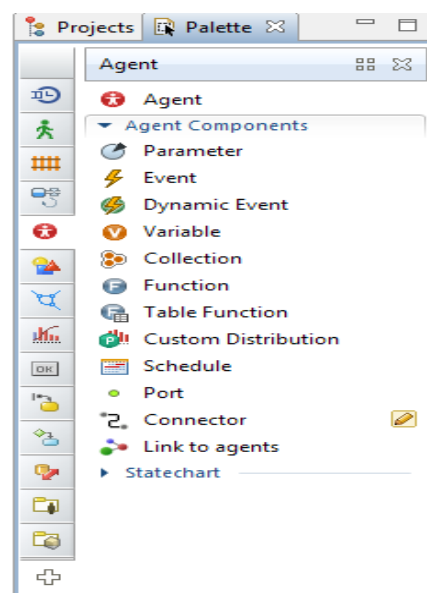 Projects Palette
Agent
Agent
Agent Components
Parameter
Event
Dynamic Event
Variable
Collection
Function
Table Function
Custom Distribution
Schedule
Port
Connector
Link to agents
Statechart
OK